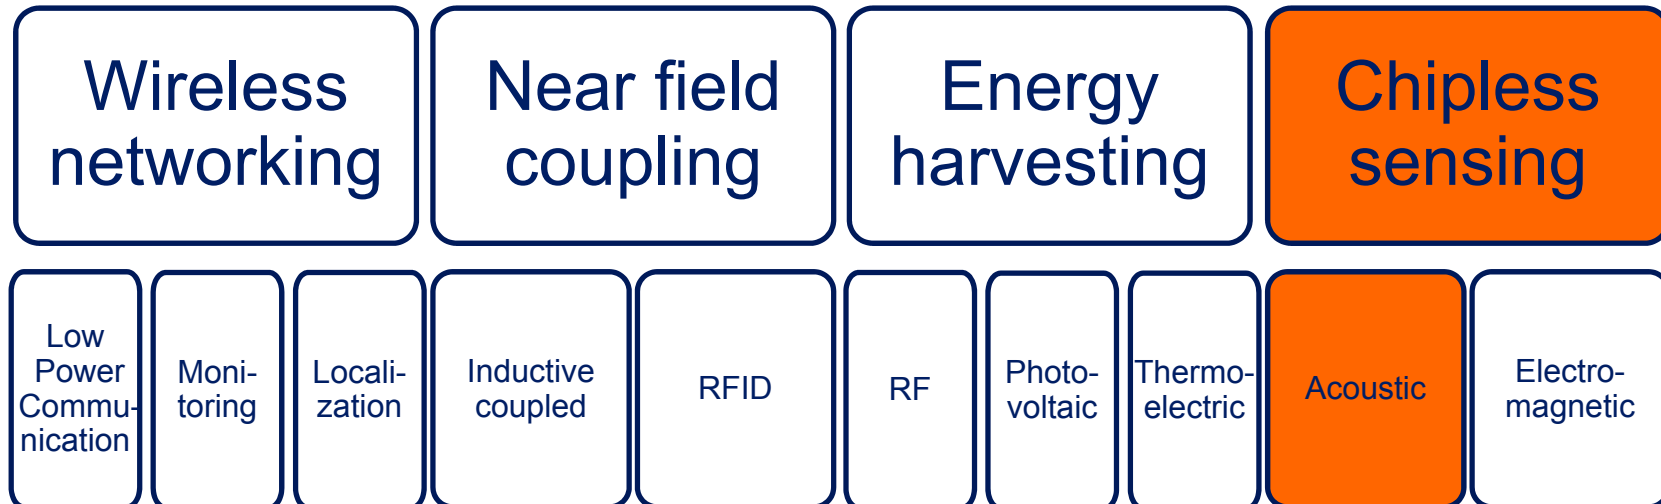 Wireless
networking
Near field
coupling
Energy
harvesting
Chipless
sensing
Low
Power
Commu-
nication
Moni-
toring
Locali-
zation
Inductive
coupled
RFID
RF
Photo-
voltaic
Thermo-
electric
Acoustic
Electro-
magnetic